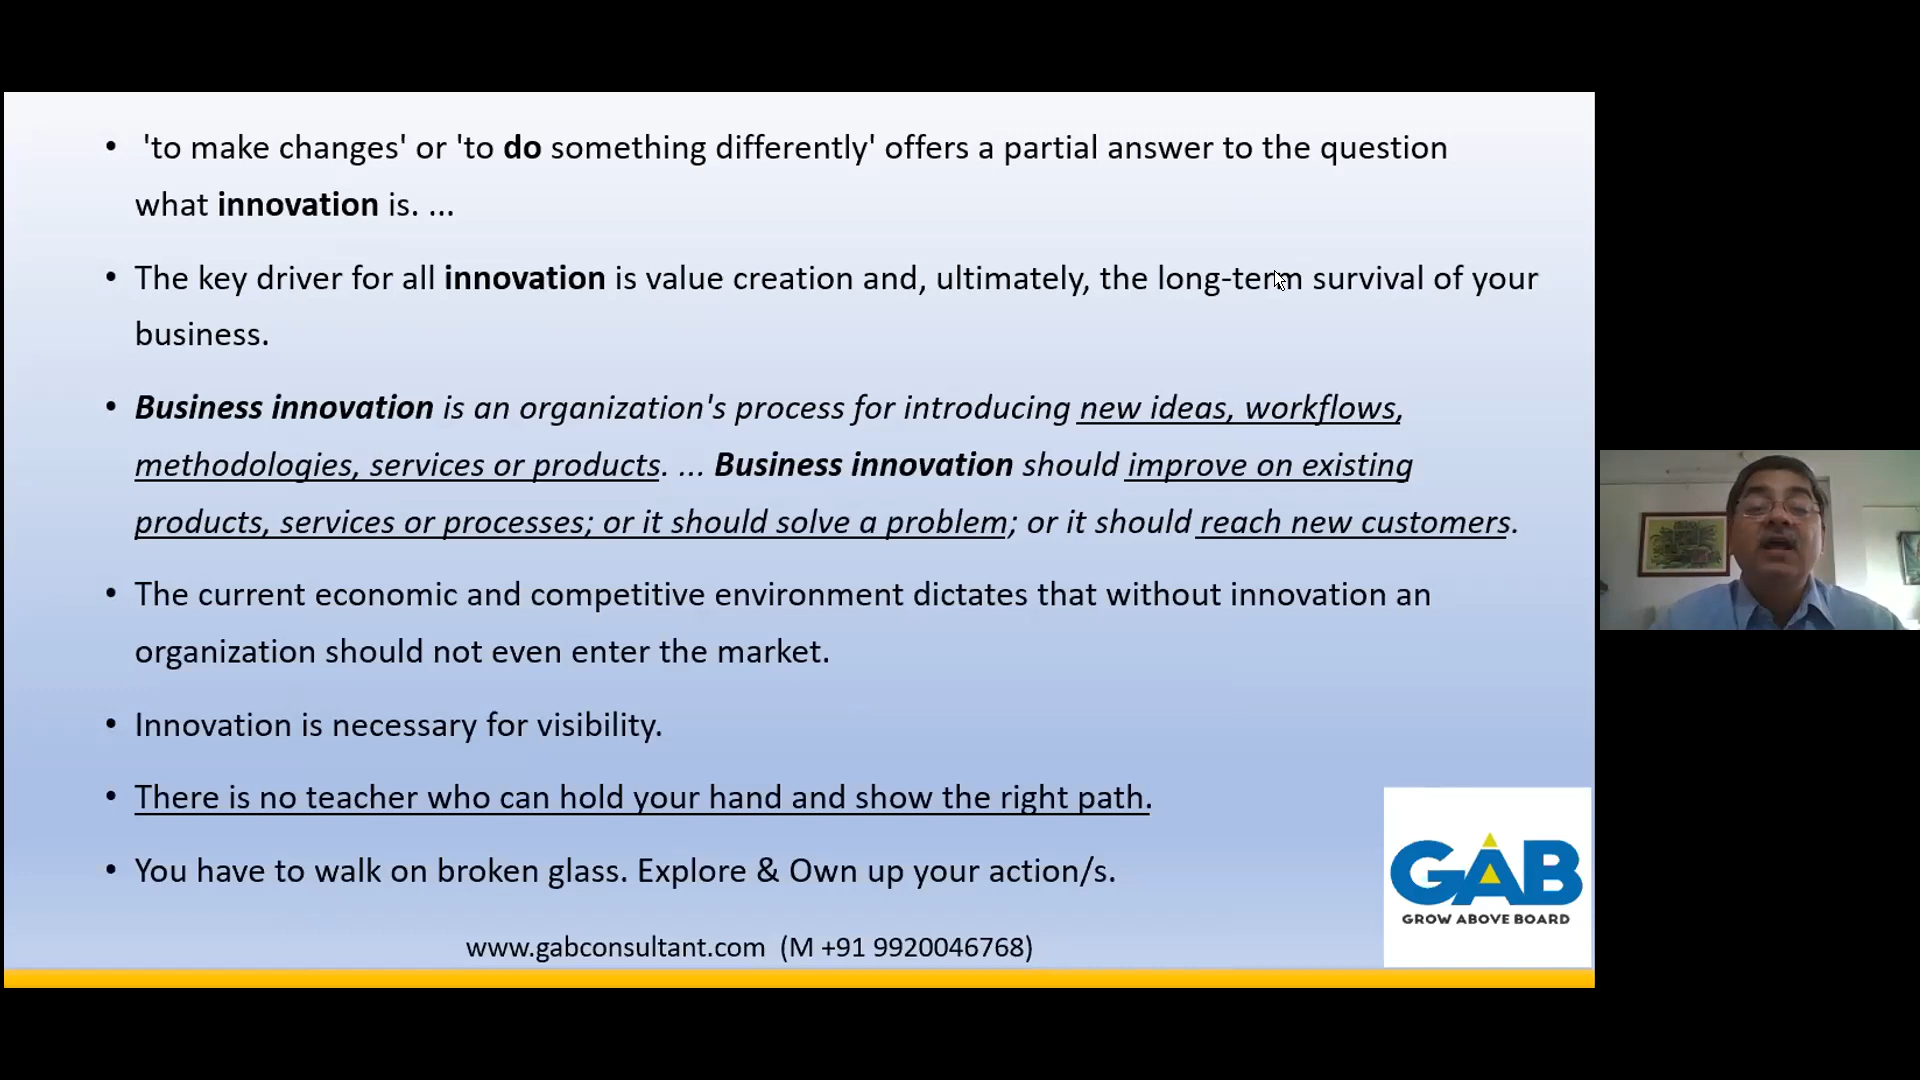 • 'to make changes' or 'to do something differently' offers a partial answer to the question
what innovation is. ...
• The key driver for all innovation is value creation and, ultimately, the long-term survival of your
business.
• Business innovation is an organization's process for introducing new ideas, workflows,
methodologies, services or products. ... Business innovation should improve on existing
products, services or processes; or it should solve a problem; or it should reach new customers.
• The current economic and competitive environment dictates that without innovation an
organization should not even enter the market.
• Innovation is necessary for visibility.
• There is no teacher who can hold your hand and show the right path.
• You have to walk on broken glass. Explore & Own up your action/s.
GAB
GROW ABOVE BOARD
www.gabconsultant.com (M +91 9920046768)